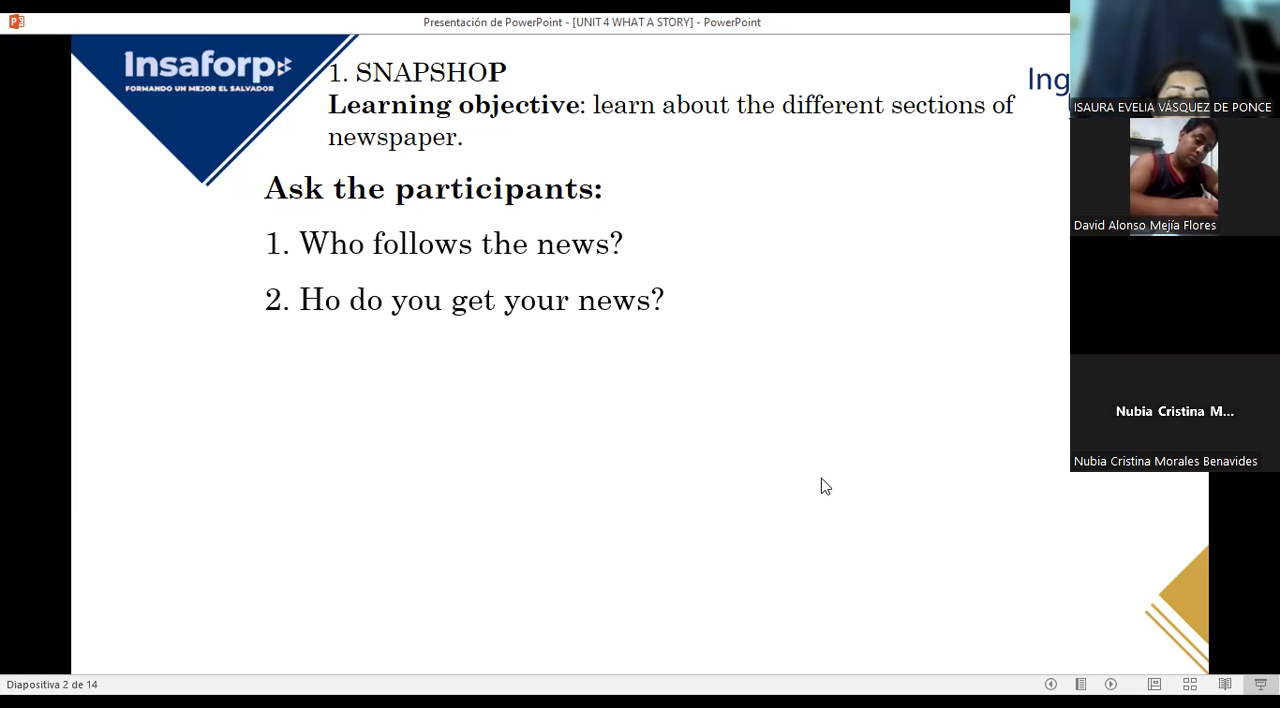 Presentación de PowerPoint - [UNIT 4 WHAT A STORY] - PowerPoint
Insaforp
FORMANDO UN MEJOR EL SALVADOR
1. SNAPSHOP
Learning objective: learn about the different sections of
newspaper.
Ing
Ask the participants:
1. Who follows the news?
2. Ho do you get your news?
ISAURA EVELIA VÁSQUEZ DE PONCE
David Alonso Mejía Flores
Nubia Cristina M...
Nubia Cristina Morales Benavides
Diapositiva 2 de 14